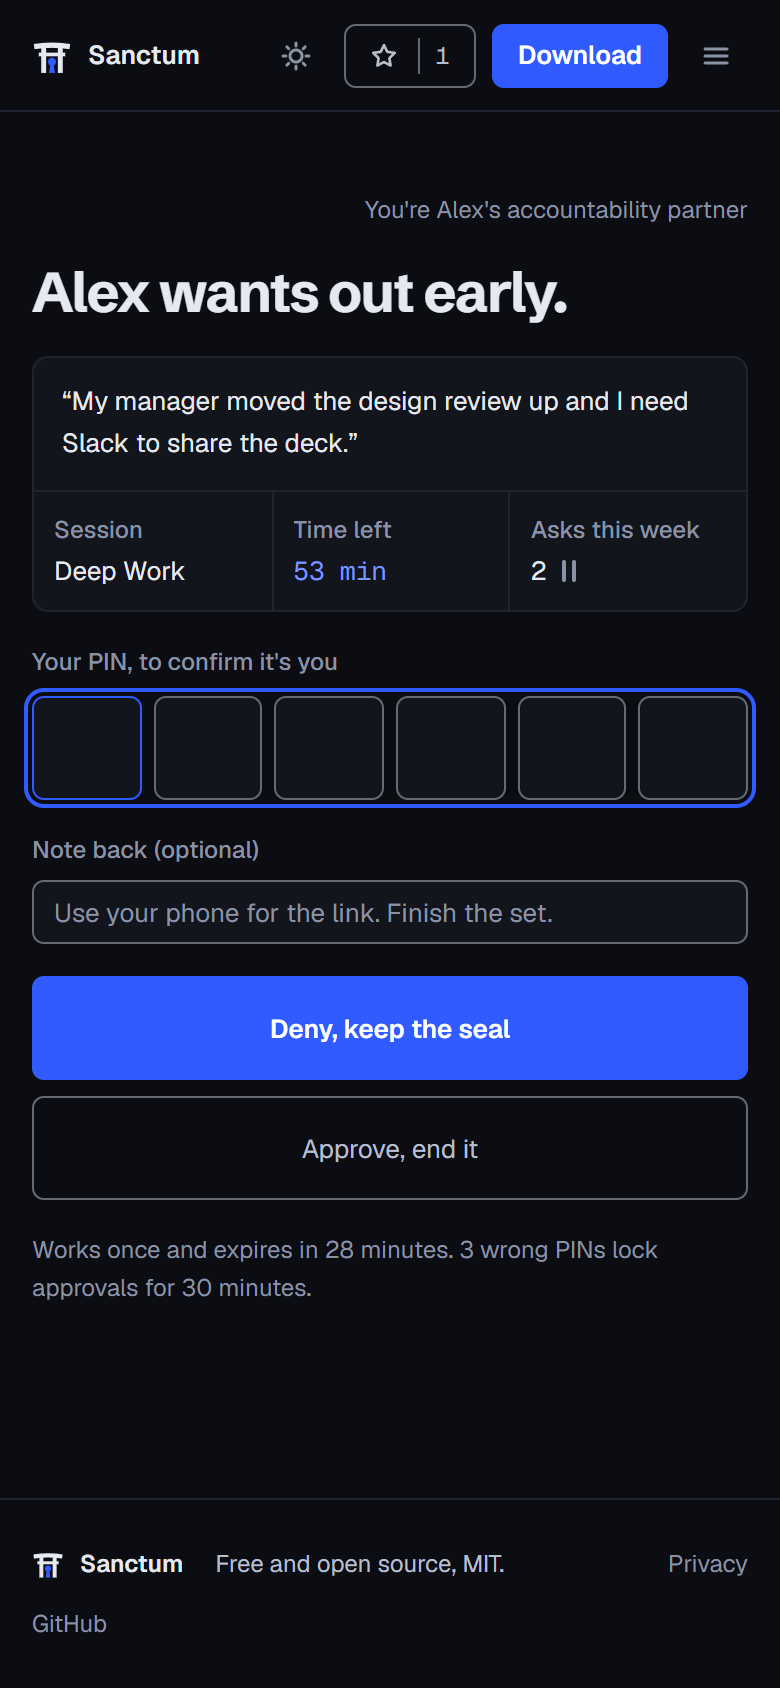 Sanctum
1
Download
You're Alex's accountability partner
Alex wants out early.
“My manager moved the design review up and I need
Slack to share the deck.”
Session
Deep Work
Time left
53 min
Asks this week
2
Your PIN, to confirm it's you
Note back (optional)
Use your phone for the link. Finish the set.
Deny, keep the seal
Approve, end it
Works once and expires in 28 minutes. 3 wrong PINs lock
approvals for 30 minutes.
Sanctum
Free and open source, MIT.
Privacy
GitHub